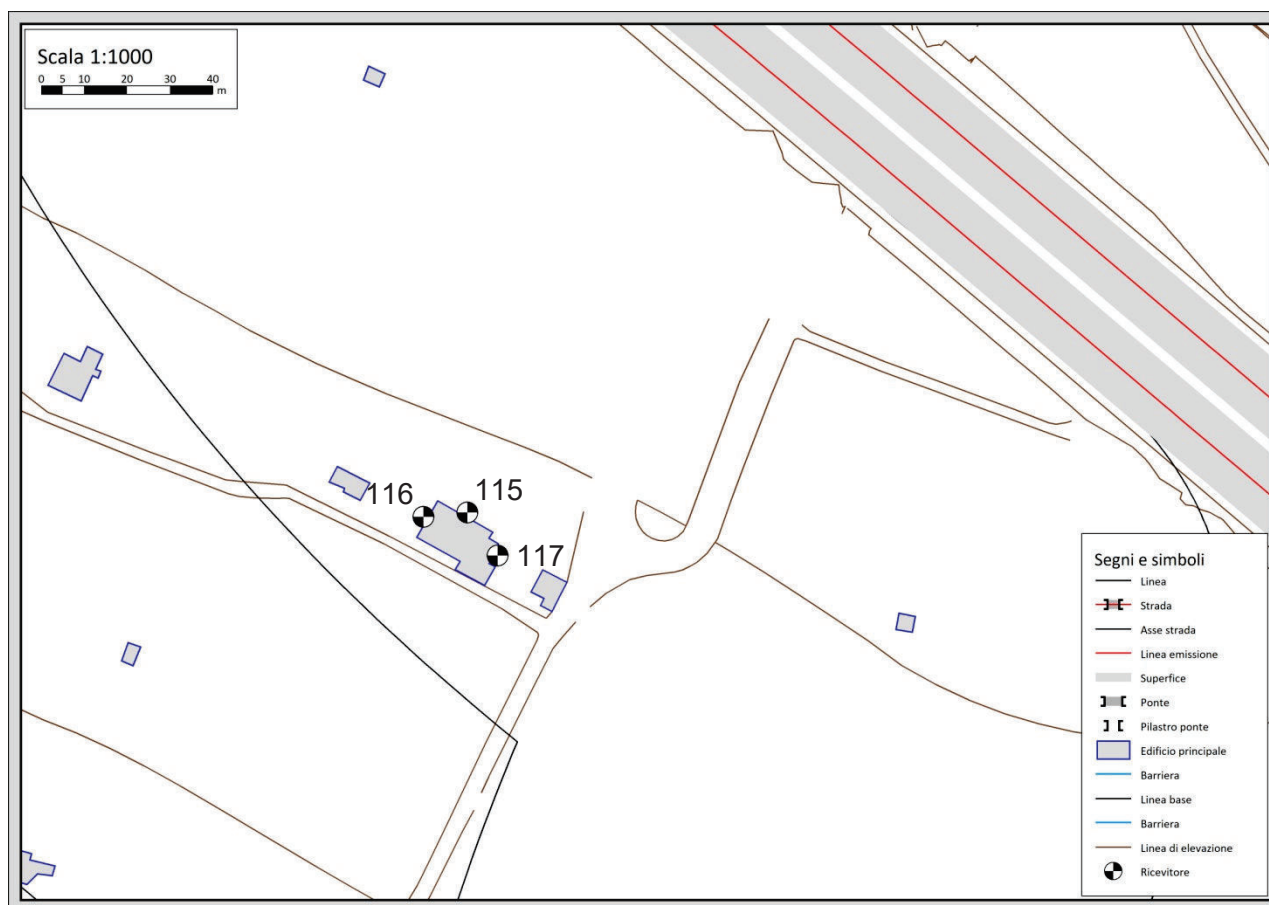 Scala 1:1000
0 5 10 20 30 40
m
116
115
117
Segni e simboli
Linea
Strada
Asse strada
Linea emissione
Superfice
Ponte
Pilastro ponte
Edificio principale
Barriera
Linea base
Barriera
Linea di elevazione
Ricevitore